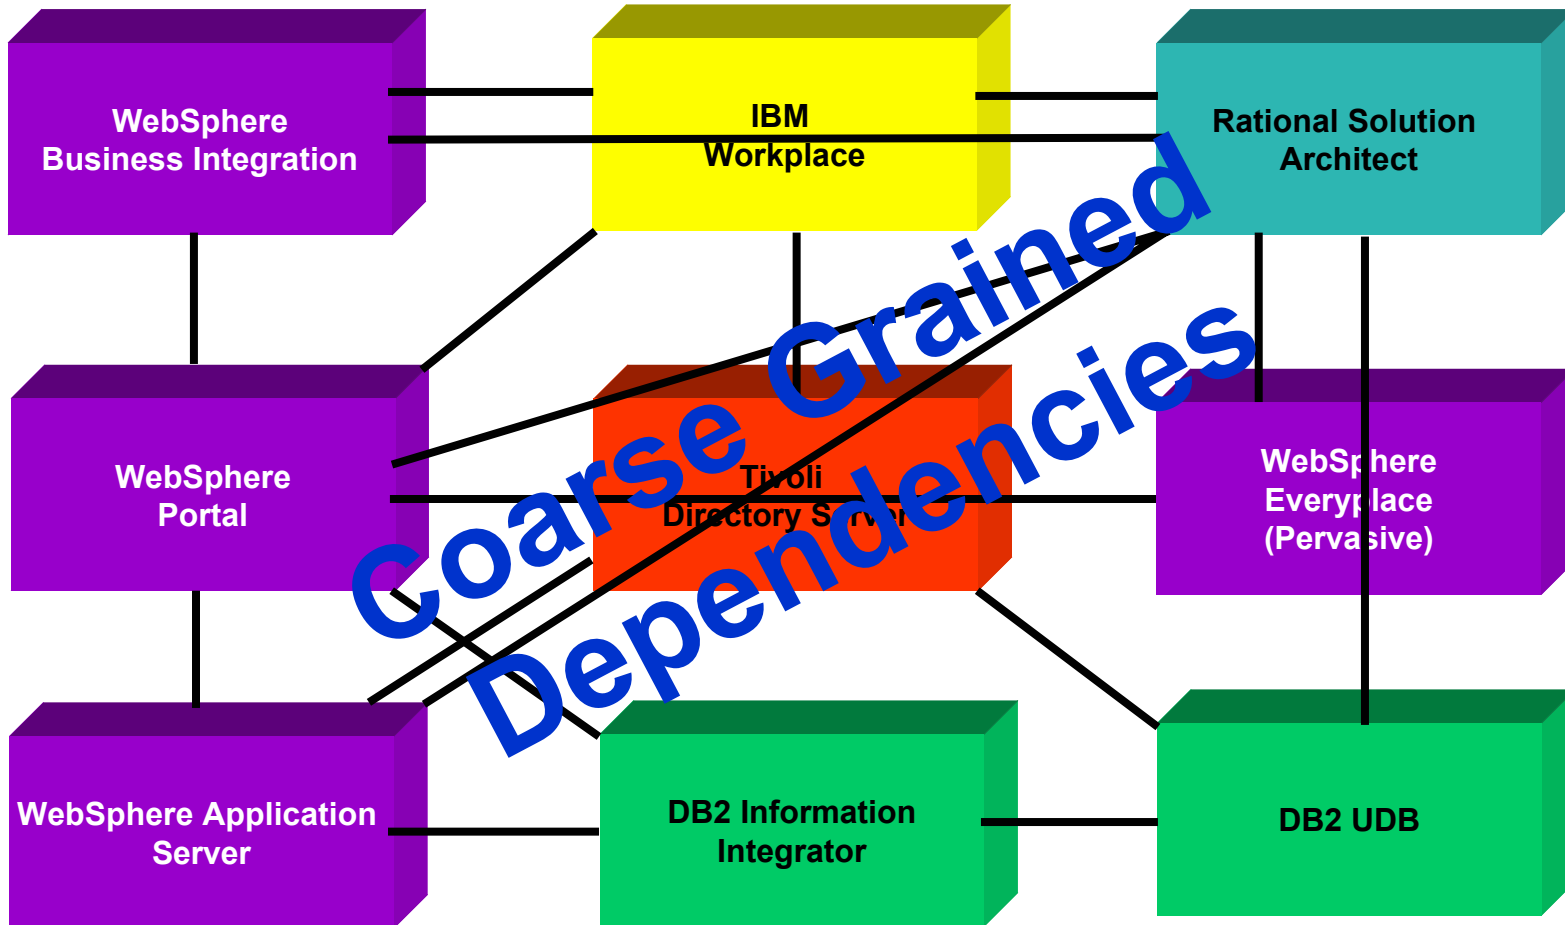 WebSphere
Business Integration
IBM
Workplace
Rational Solution
Architect
WebSphere
Portal
Tivoli
Directory Server
WebSphere
Everyplace
(Pervasive)
WebSphere Application
Server
DB2 Information
Integrator
DB2 UDB
Coarse Grained
Dependencies